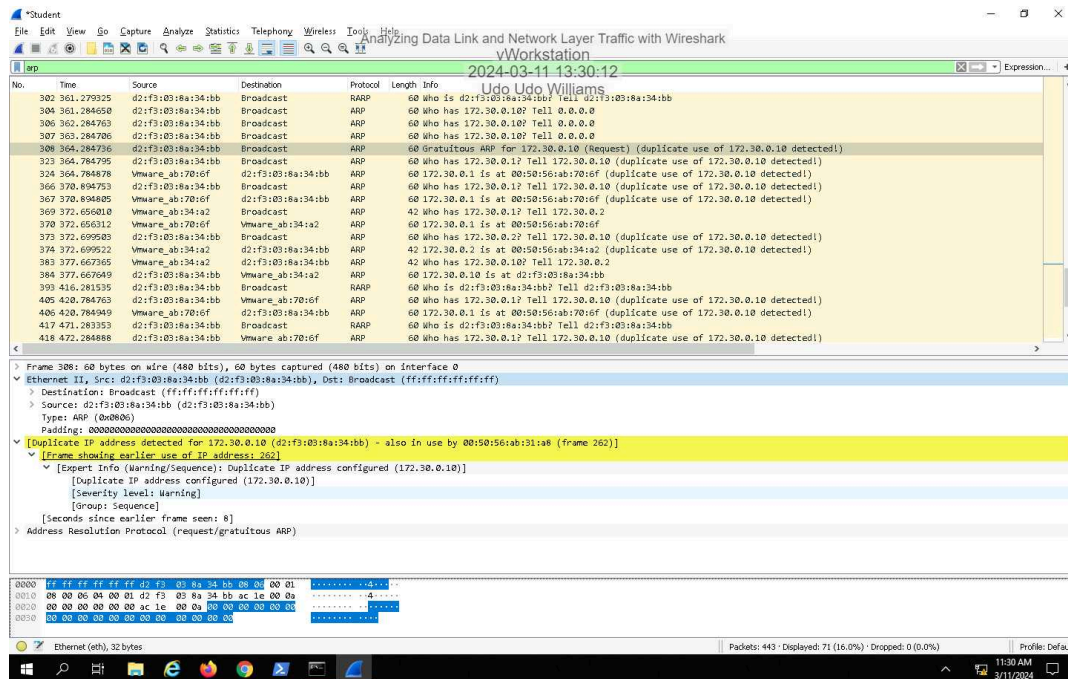 *Student
File Edit View Go Capture Analyze Statistics Telephony Wireless Tools Help
Analyzing Data Link and Network Layer Traffic with Wireshark
vWorkstation
2024-03-11 13:30:12
Udo Udo Williams
arp
Expression... +
No. Time Source Destination Protocol Length Info
302 361.279325 d2:f3:03:8a:34:bb Broadcast RARP 60 Who is d2:f3:03:8a:34:bb? Tell d2:f3:03:8a:34:bb
304 361.284650 d2:f3:03:8a:34:bb Broadcast ARP 60 Who has 172.30.0.10? Tell 0.0.0.0
306 362.284763 d2:f3:03:8a:34:bb Broadcast ARP 60 Who has 172.30.0.10? Tell 0.0.0.0
307 363.284706 d2:f3:03:8a:34:bb Broadcast ARP 60 Who has 172.30.0.10? Tell 0.0.0.0
308 364.284736 d2:f3:03:8a:34:bb Broadcast ARP 60 Gratuitous ARP for 172.30.0.10 (Request) (duplicate use of 172.30.0.10 detected!)
323 364.784795 d2:f3:03:8a:34:bb Broadcast ARP 60 Who has 172.30.0.1? Tell 172.30.0.10 (duplicate use of 172.30.0.10 detected!)
324 364.784878 Vmware_ab:70:6f d2:f3:03:8a:34:bb ARP 60 172.30.0.1 is at 00:50:56:ab:70:6f (duplicate use of 172.30.0.10 detected!)
366 370.894753 d2:f3:03:8a:34:bb Broadcast ARP 60 Who has 172.30.0.1? Tell 172.30.0.10 (duplicate use of 172.30.0.10 detected!)
367 370.894805 Vmware_ab:70:6f d2:f3:03:8a:34:bb ARP 60 172.30.0.1 is at 00:50:56:ab:70:6f (duplicate use of 172.30.0.10 detected!)
369 372.656010 Vmware_ab:34:a2 Broadcast ARP 42 Who has 172.30.0.1? Tell 172.30.0.2
370 372.656312 Vmware_ab:70:6f Vmware_ab:34:a2 ARP 60 172.30.0.1 is at 00:50:56:ab:70:6f
373 372.699503 d2:f3:03:8a:34:bb Broadcast ARP 60 Who has 172.30.0.2? Tell 172.30.0.10 (duplicate use of 172.30.0.10 detected!)
374 372.699522 Vmware_ab:34:a2 d2:f3:03:8a:34:bb ARP 42 172.30.0.2 is at 00:50:56:ab:34:a2 (duplicate use of 172.30.0.10 detected!)
383 377.667365 Vmware_ab:34:a2 d2:f3:03:8a:34:bb ARP 42 Who has 172.30.0.10? Tell 172.30.0.2
384 377.667649 d2:f3:03:8a:34:bb Vmware_ab:34:a2 ARP 60 172.30.0.10 is at d2:f3:03:8a:34:bb
393 416.281535 d2:f3:03:8a:34:bb Broadcast RARP 60 Who is d2:f3:03:8a:34:bb? Tell d2:f3:03:8a:34:bb
405 420.784763 d2:f3:03:8a:34:bb Vmware_ab:70:6f ARP 60 Who has 172.30.0.1? Tell 172.30.0.10 (duplicate use of 172.30.0.10 detected!)
406 420.784949 Vmware_ab:70:6f d2:f3:03:8a:34:bb ARP 60 172.30.0.1 is at 00:50:56:ab:70:6f (duplicate use of 172.30.0.10 detected!)
417 471.283353 d2:f3:03:8a:34:bb Broadcast RARP 60 Who is d2:f3:03:8a:34:bb? Tell d2:f3:03:8a:34:bb
418 472.284888 d2:f3:03:8a:34:bb Vmware_ab:70:6f ARP 60 Who has 172.30.0.1? Tell 172.30.0.10 (duplicate use of 172.30.0.10 detected!)
> Frame 308: 60 bytes on wire (480 bits), 60 bytes captured (480 bits) on interface 0
Ethernet II, Src: d2:f3:03:8a:34:bb (d2:f3:03:8a:34:bb), Dst: Broadcast (ff:ff:ff:ff:ff:ff)
> Destination: Broadcast (ff:ff:ff:ff:ff:ff)
> Source: d2:f3:03:8a:34:bb (d2:f3:03:8a:34:bb)
Type: ARP (0x0806)
Padding: 000000000000000000000000000000000000
[Duplicate IP address detected for 172.30.0.10 (d2:f3:03:8a:34:bb) - also in use by 00:50:56:ab:31:a8 (frame 262)]
[Frame showing earlier use of IP address: 262]
[Expert Info (Warning/Sequence): Duplicate IP address configured (172.30.0.10)]
[Duplicate IP address configured (172.30.0.10)]
[Severity level: Warning]
[Group: Sequence]
[Seconds since earlier frame seen: 8]
> Address Resolution Protocol (request/gratuitous ARP)
0000 ff ff ff ff ff ff d2 f3 03 8a 34 bb 08 06 00 01 ········ ··4·····
0010 08 00 06 04 00 01 d2 f3 03 8a 34 bb ac 1e 00 0a ········ ··4·····
0020 00 00 00 00 00 00 ac 1e 00 0a 00 00 00 00 00 00 ········ ········
0030 00 00 00 00 00 00 00 00 00 00 00 00 ········ ····
Ethernet (eth), 32 bytes
Packets: 443 · Displayed: 71 (16.0%) · Dropped: 0 (0.0%)
Profile: Defau
11:30 AM
3/11/2024